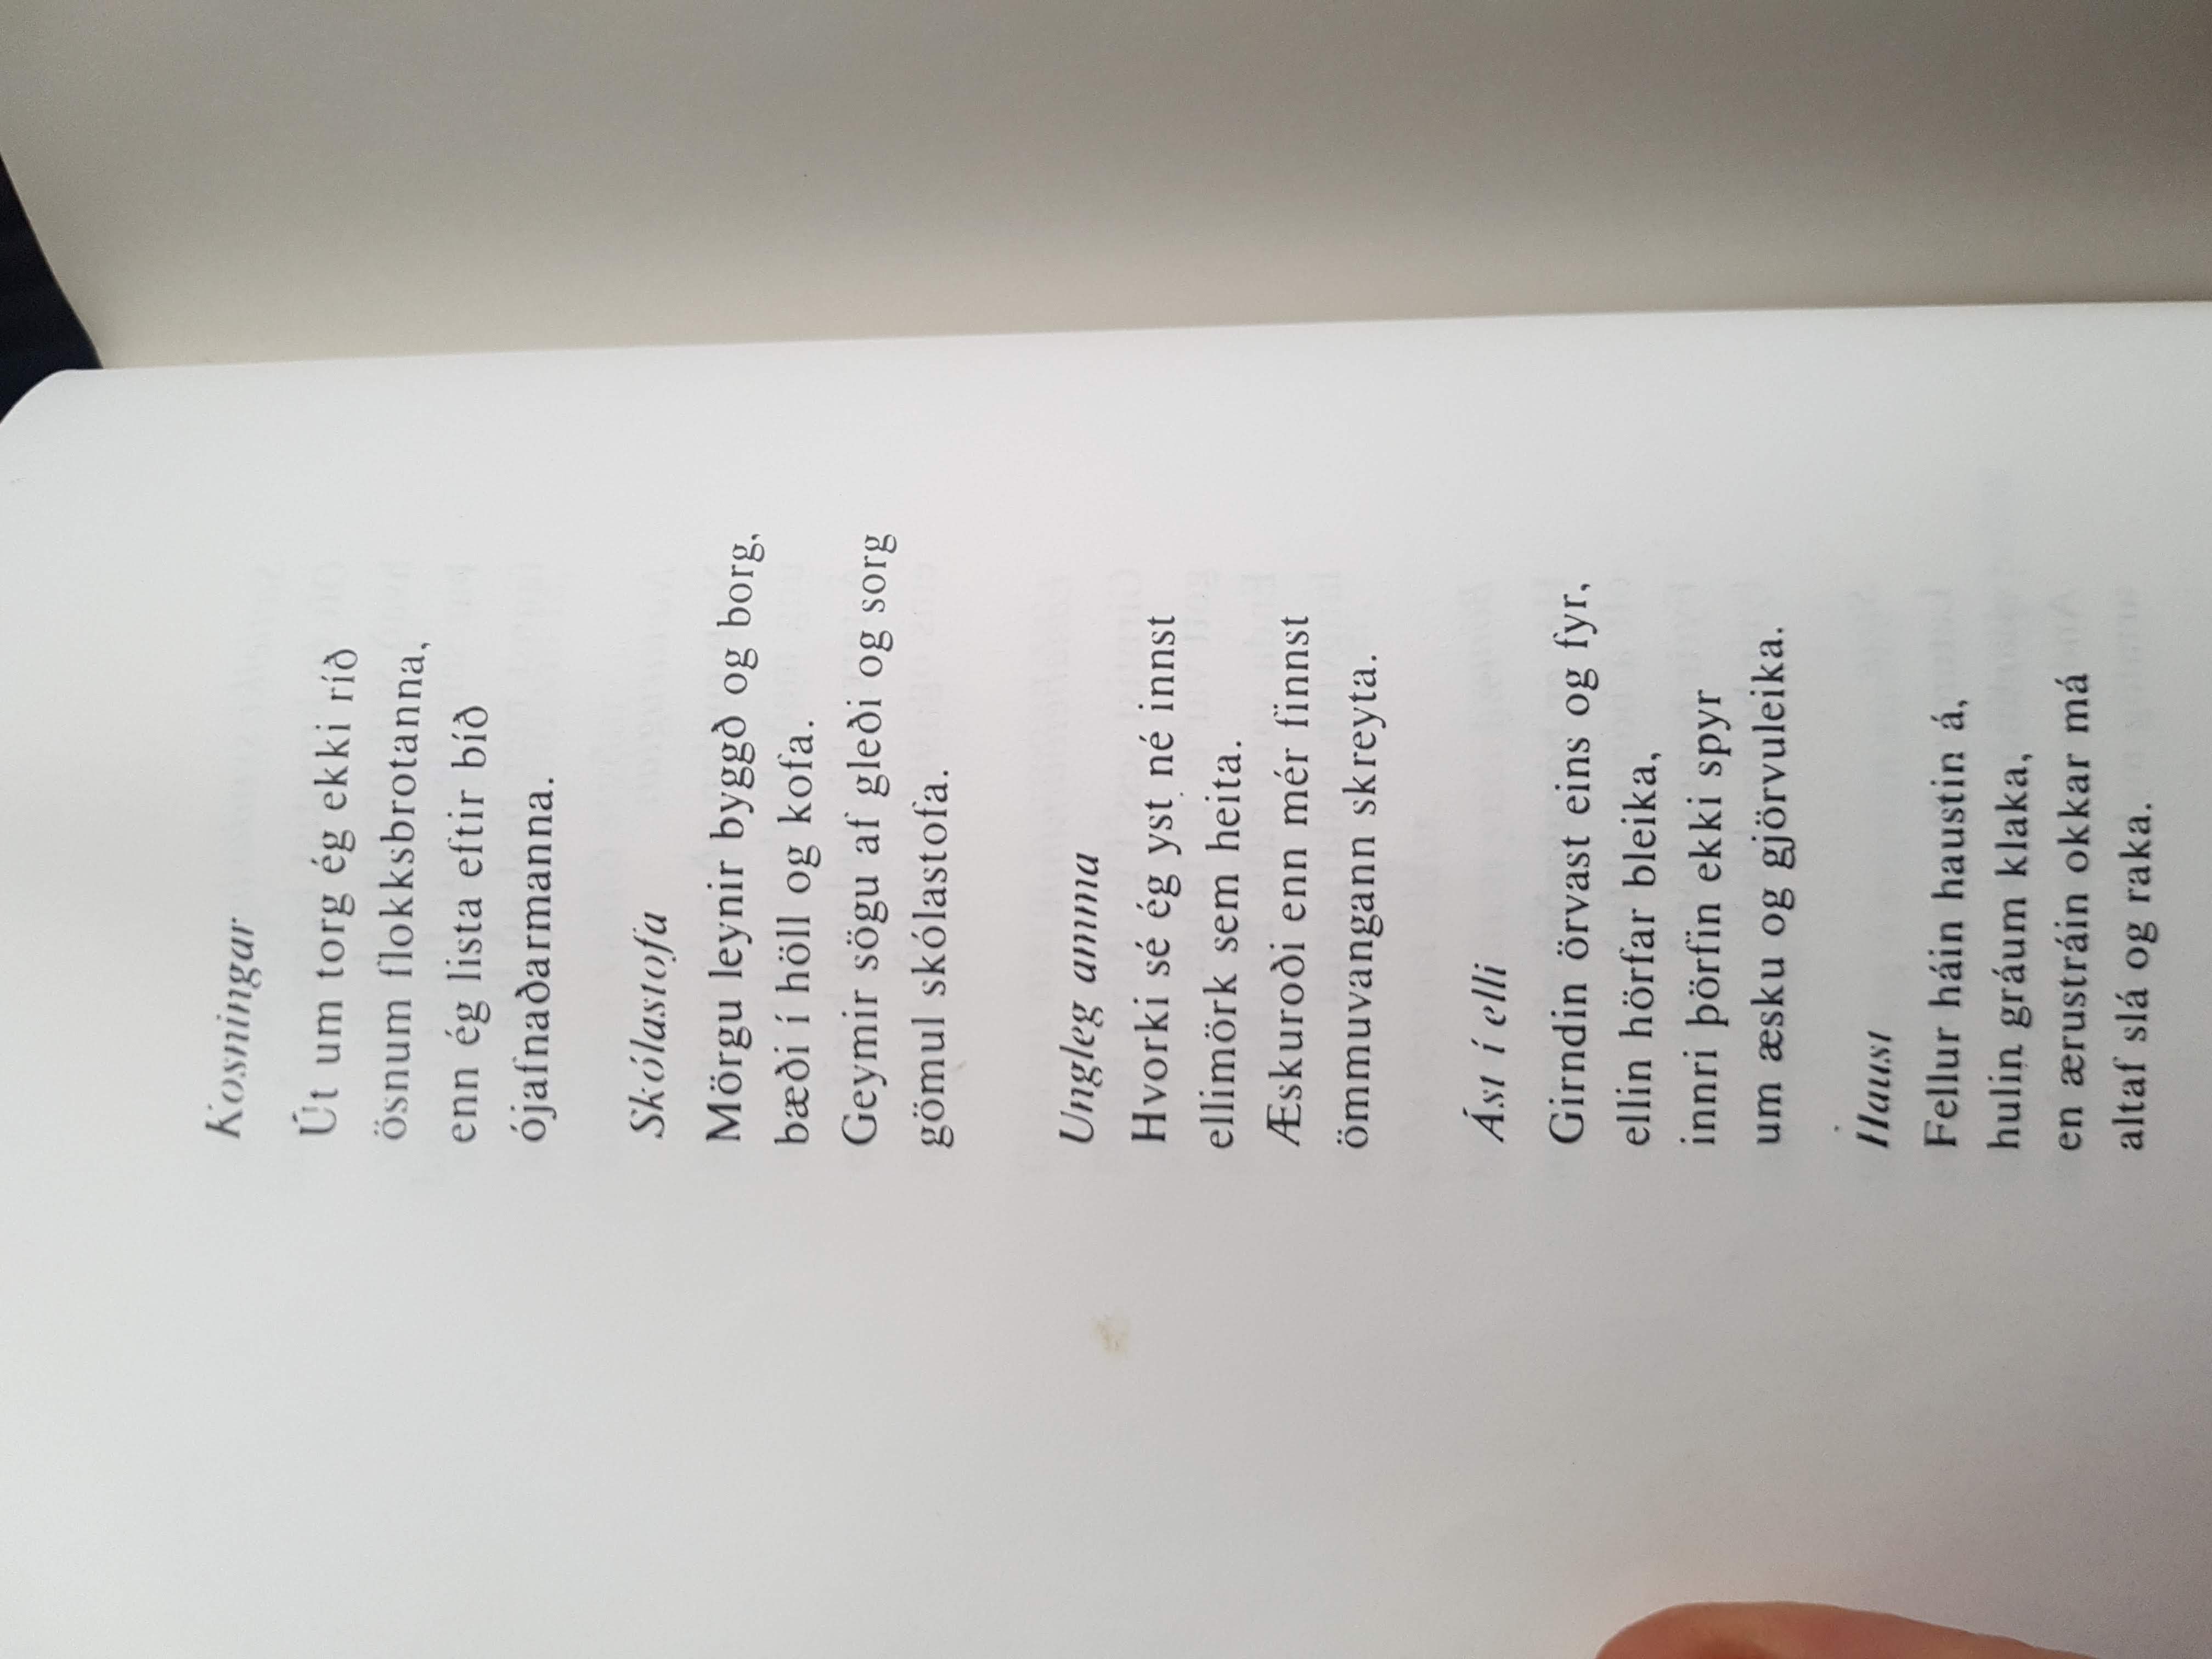 Kosningar
Út um torg ég ekki ríð
ösnum flokksbrotanna,
enn ég lista eftir bíð
ójafnaðarmanna.
Skólastofa
Mörgu leynir byggð og borg,
bæði í höll og kofa.
Geymir sögu af gleði og sorg
gömul skólastofa.
Ungleg amma
Hvorki sé ég yst né innst
ellimörk sem heita.
Æskuroði enn mér finnst
ömmuvangann skreyta.
Ást í elli
Girndin örvast eins og fyr,
ellin hörfar bleika,
innri þörfin ekki spyr
um æsku og gjörvuleika.
Haust
Fellur háin haustin á,
hulin gráum klaka,
en ærustráin okkar má
altaf slá og raka.